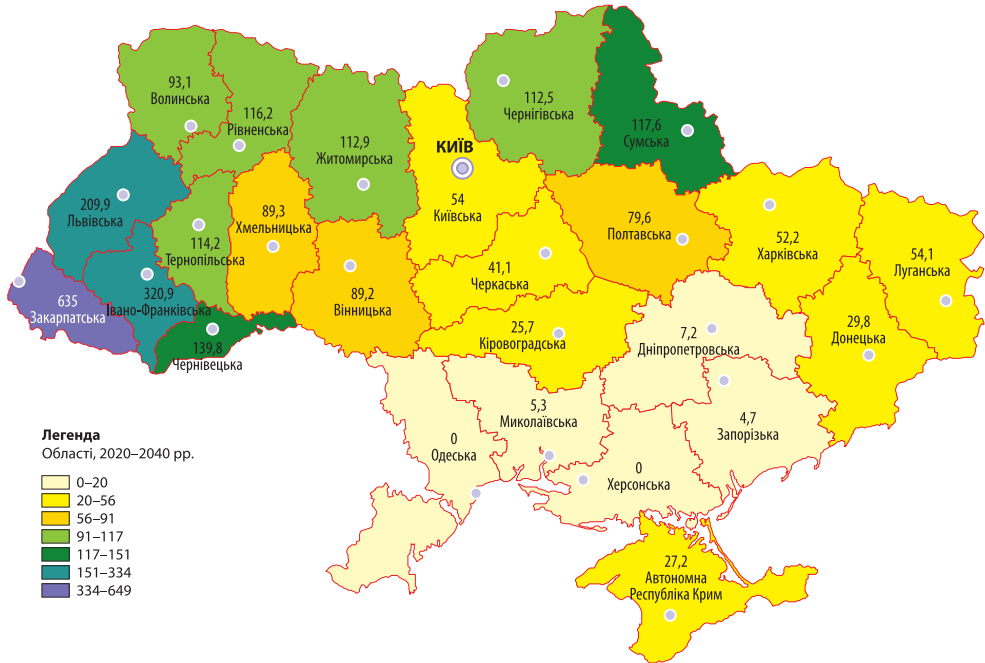 93,1
Волинська
116,2
Рівненська
112,9
Житомирська
КИЇВ
54
Київська
112,5
Чернігівська
117,6
Сумська
209,9
Львівська
114,2
Тернопільська
89,3
Хмельницька
89,2
Вінницька
41,1
Черкаська
79,6
Полтавська
52,2
Харківська
54,1
Луганська
635
Закарпатська
320,9
Івано-Франківська
139,8
Чернівецька
25,7
Кіровоградська
7,2
Дніпропетровська
29,8
Донецька
5,3
Миколаївська
4,7
Запорізька
0
Одеська
0
Херсонська
27,2
Автономна
Республіка Крим
Легенда
Області, 2020–2040 рр.
0–20
20–56
56–91
91–117
117–151
151–334
334–649